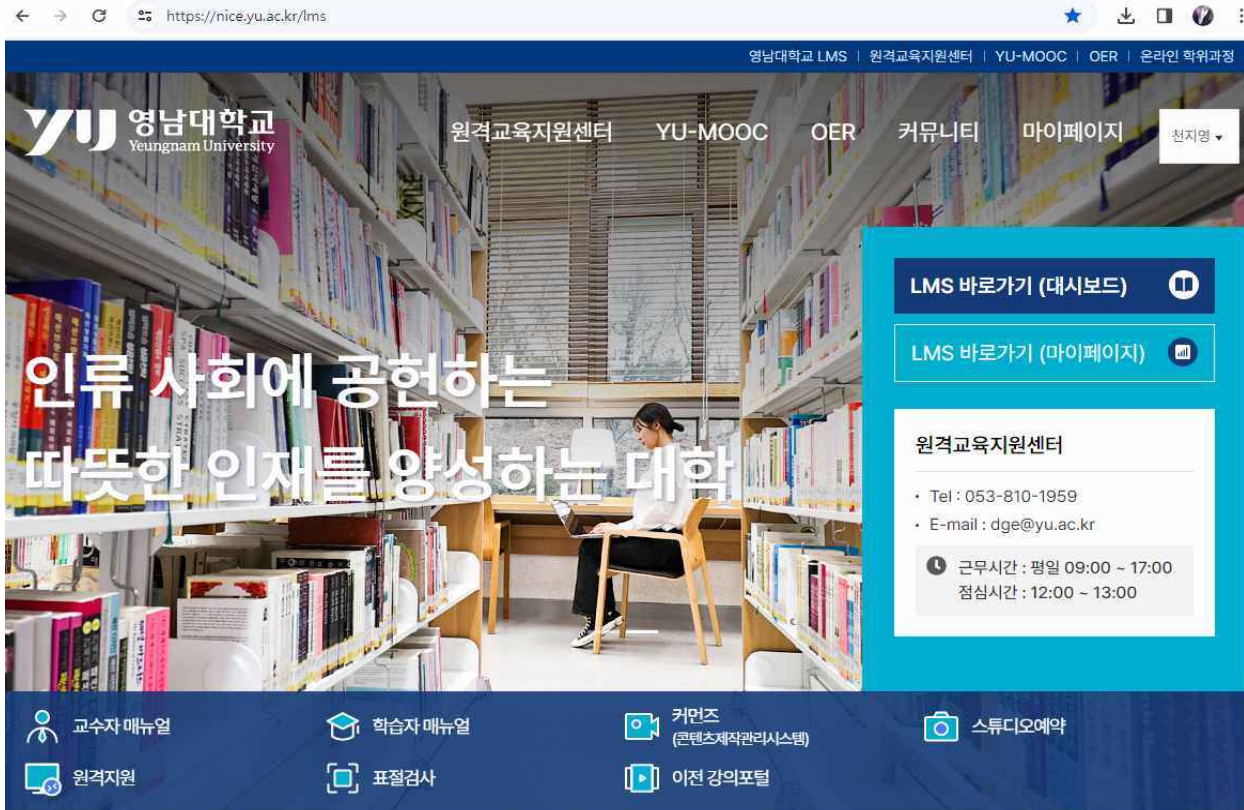 https://nice.yu.ac.kr/lms
영남대학교 LMS | 원격교육지원센터 | YU-MOOC | OER | 온라인 학위과정
YU 영남대학교
Yeungnam University
원격교육지원센터 YU-MOOC OER 커뮤니티 마이페이지 천지영 ▾
LMS 바로가기 (대시보드)
LMS 바로가기 (마이페이지)
인류 사회에 공헌하는
따뜻한 인재를 양성하는 대학
원격교육지원센터
• Tel : 053-810-1959
• E-mail : dge@yu.ac.kr
근무시간 : 평일 09:00 ~ 17:00
점심시간 : 12:00 ~ 13:00
교수자 매뉴얼
학습자 매뉴얼
커먼즈
(콘텐츠제작관리시스템)
스튜디오예약
원격지원
표절검사
이전 강의포털